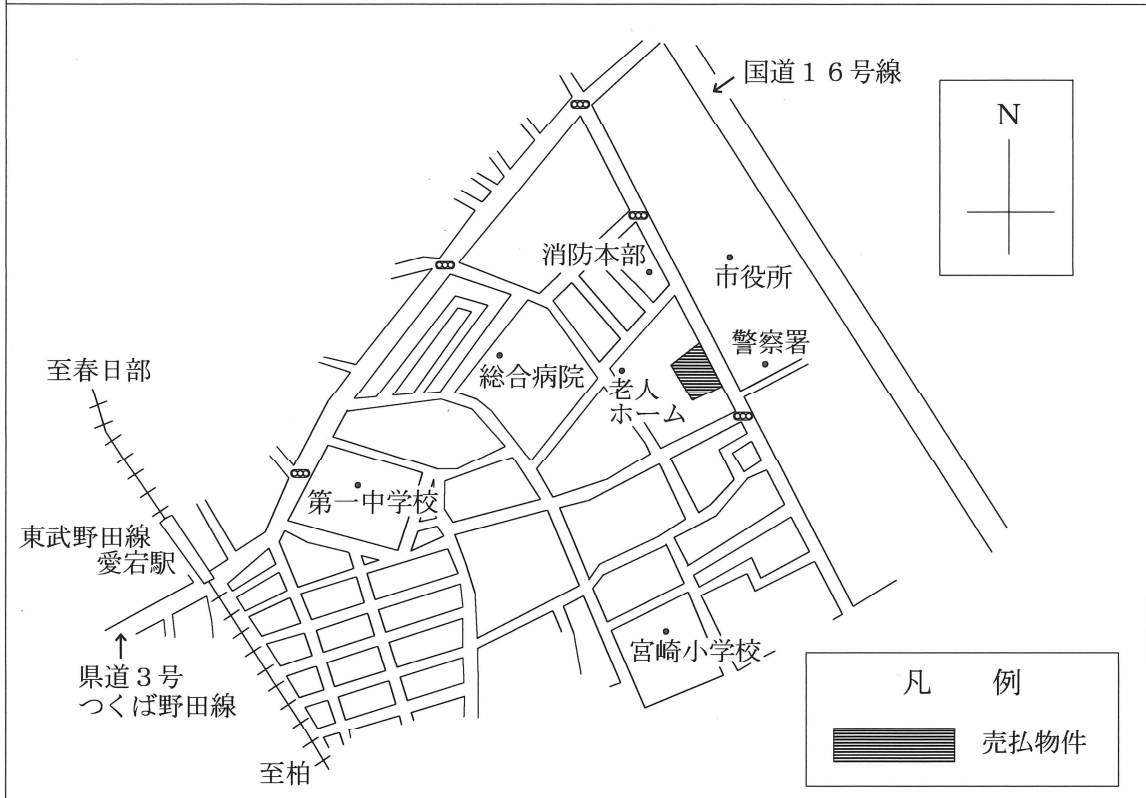 国道１６号線
N
消防本部
市役所
警察署
至春日部
総合病院
老人
ホーム
第一中学校
東武野田線
愛宕駅
宮崎小学校
県道３号
つくば野田線
至柏
凡　例
売払物件